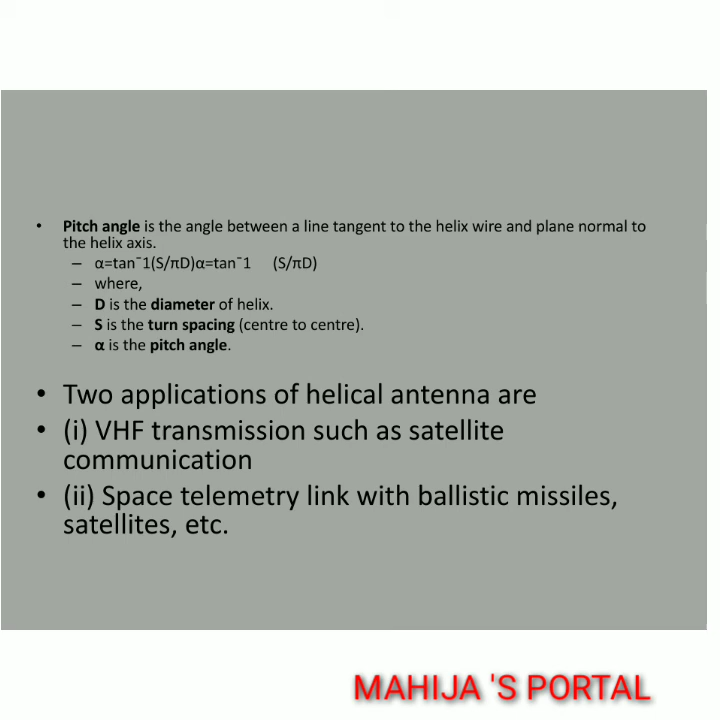 • Pitch angle is the angle between a line tangent to the helix wire and plane normal to
the helix axis.
– α=tan⁻1(S/πD)α=tan⁻1 (S/πD)
– where,
– D is the diameter of helix.
– S is the turn spacing (centre to centre).
– α is the pitch angle.
• Two applications of helical antenna are
• (i) VHF transmission such as satellite
communication
• (ii) Space telemetry link with ballistic missiles,
satellites, etc.
MAHIJA 'S PORTAL